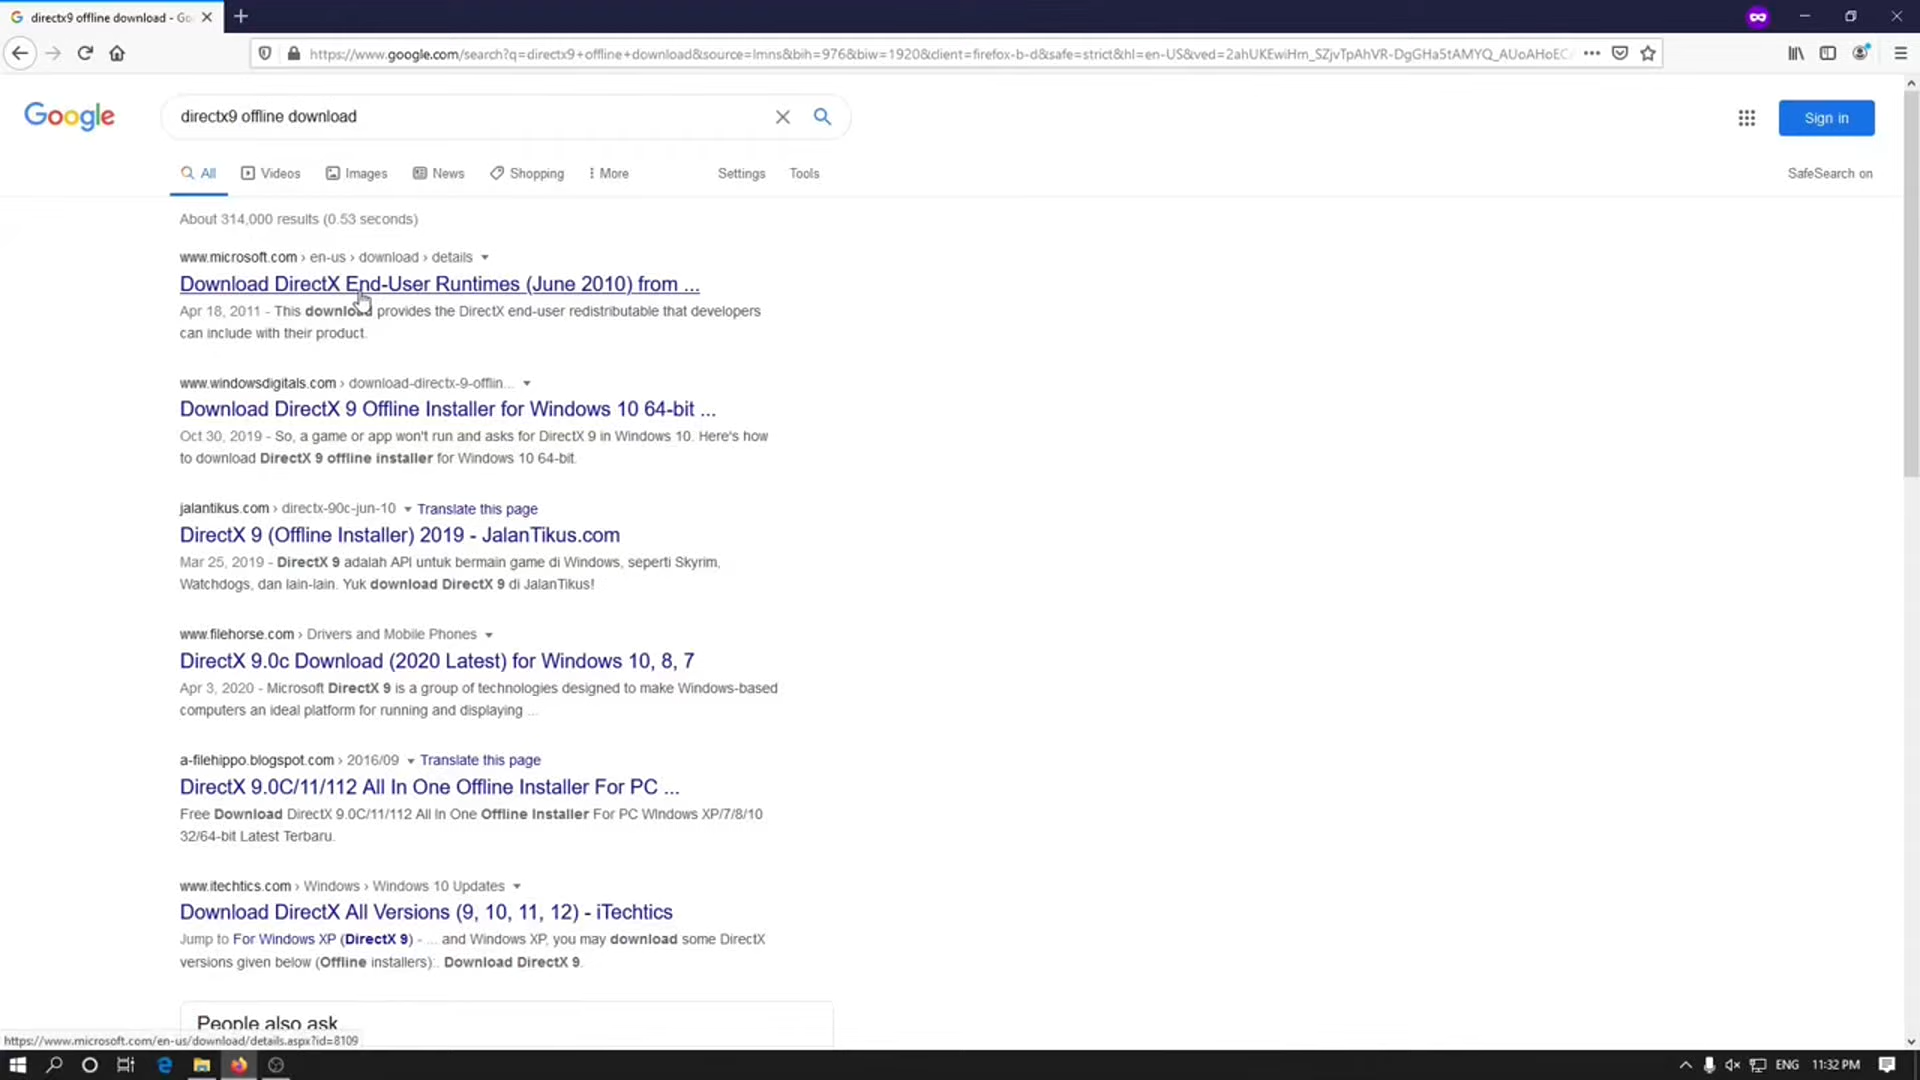 directx9 offline download - Go
https://www.google.com/search?q=directx9+offline+download&source=lmns&bih=976&biw=1920&client=firefox-b-d&safe=strict&hl=en-US&ved=2ahUKEwiHm_SZjvTpAhVR-DgGHa5tAMYQ_AUoAHoECA
Google
directx9 offline download
Sign in
All Videos Images News Shopping More Settings Tools
SafeSearch on
About 314,000 results (0.53 seconds)
www.microsoft.com › en-us › download › details
Download DirectX End-User Runtimes (June 2010) from ...
Apr 18, 2011 - This download provides the DirectX end-user redistributable that developers
can include with their product.
www.windowsdigitals.com › download-directx-9-offlin...
Download DirectX 9 Offline Installer for Windows 10 64-bit ...
Oct 30, 2019 - So, a game or app won't run and asks for DirectX 9 in Windows 10. Here's how
to download DirectX 9 offline installer for Windows 10 64-bit.
jalantikus.com › directx-90c-jun-10 Translate this page
DirectX 9 (Offline Installer) 2019 - JalanTikus.com
Mar 25, 2019 - DirectX 9 adalah API untuk bermain game di Windows, seperti Skyrim,
Watchdogs, dan lain-lain. Yuk download DirectX 9 di JalanTikus!
www.filehorse.com › Drivers and Mobile Phones
DirectX 9.0c Download (2020 Latest) for Windows 10, 8, 7
Apr 3, 2020 - Microsoft DirectX 9 is a group of technologies designed to make Windows-based
computers an ideal platform for running and displaying ...
a-filehippo.blogspot.com › 2016/09 Translate this page
DirectX 9.0C/11/112 All In One Offline Installer For PC ...
Free Download DirectX 9.0C/11/112 All In One Offline Installer For PC WIndows XP/7/8/10
32/64-bit Latest Terbaru.
www.itechtics.com › Windows › Windows 10 Updates
Download DirectX All Versions (9, 10, 11, 12) - iTechtics
Jump to For Windows XP (DirectX 9) - ... and Windows XP, you may download some DirectX
versions given below (Offline installers):. Download DirectX 9.
People also ask
https://www.microsoft.com/en-us/download/details.aspx?id=8109
ENG 11:32 PM